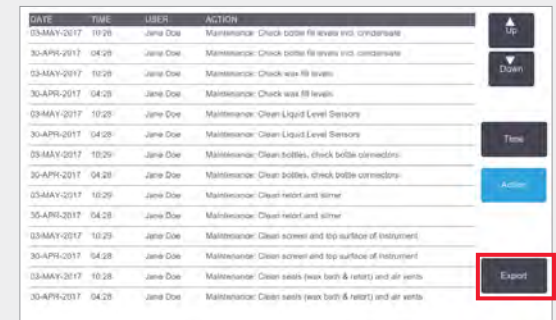 DATE TIME USER ACTION
03-MAY-2017 10:28 Jane Doe Maintenance: Check bottle fill levels incl. condensate
30-APR-2017 04:28 Jane Doe Maintenance: Check bottle fill levels incl. condensate
03-MAY-2017 10:28 Jane Doe Maintenance: Check wax fill levels
30-APR-2017 04:28 Jane Doe Maintenance: Check wax fill levels
03-MAY-2017 10:28 Jane Doe Maintenance: Clean Liquid Level Sensors
30-APR-2017 04:28 Jane Doe Maintenance: Clean Liquid Level Sensors
03-MAY-2017 10:29 Jane Doe Maintenance: Clean bottles, check bottle connectors
30-APR-2017 04:28 Jane Doe Maintenance: Clean bottles, check bottle connectors
03-MAY-2017 10:29 Jane Doe Maintenance: Clean retort and stirrer
30-APR-2017 04:28 Jane Doe Maintenance: Clean retort and stirrer
03-MAY-2017 10:29 Jane Doe Maintenance: Clean screen and top surface of instrument
30-APR-2017 04:28 Jane Doe Maintenance: Clean screen and top surface of instrument
03-MAY-2017 10:28 Jane Doe Maintenance: Clean seals (wax bath & retort) and air vents
30-APR-2017 04:28 Jane Doe Maintenance: Clean seals (wax bath & retort) and air vents
Up
Down
Time
Action
Export